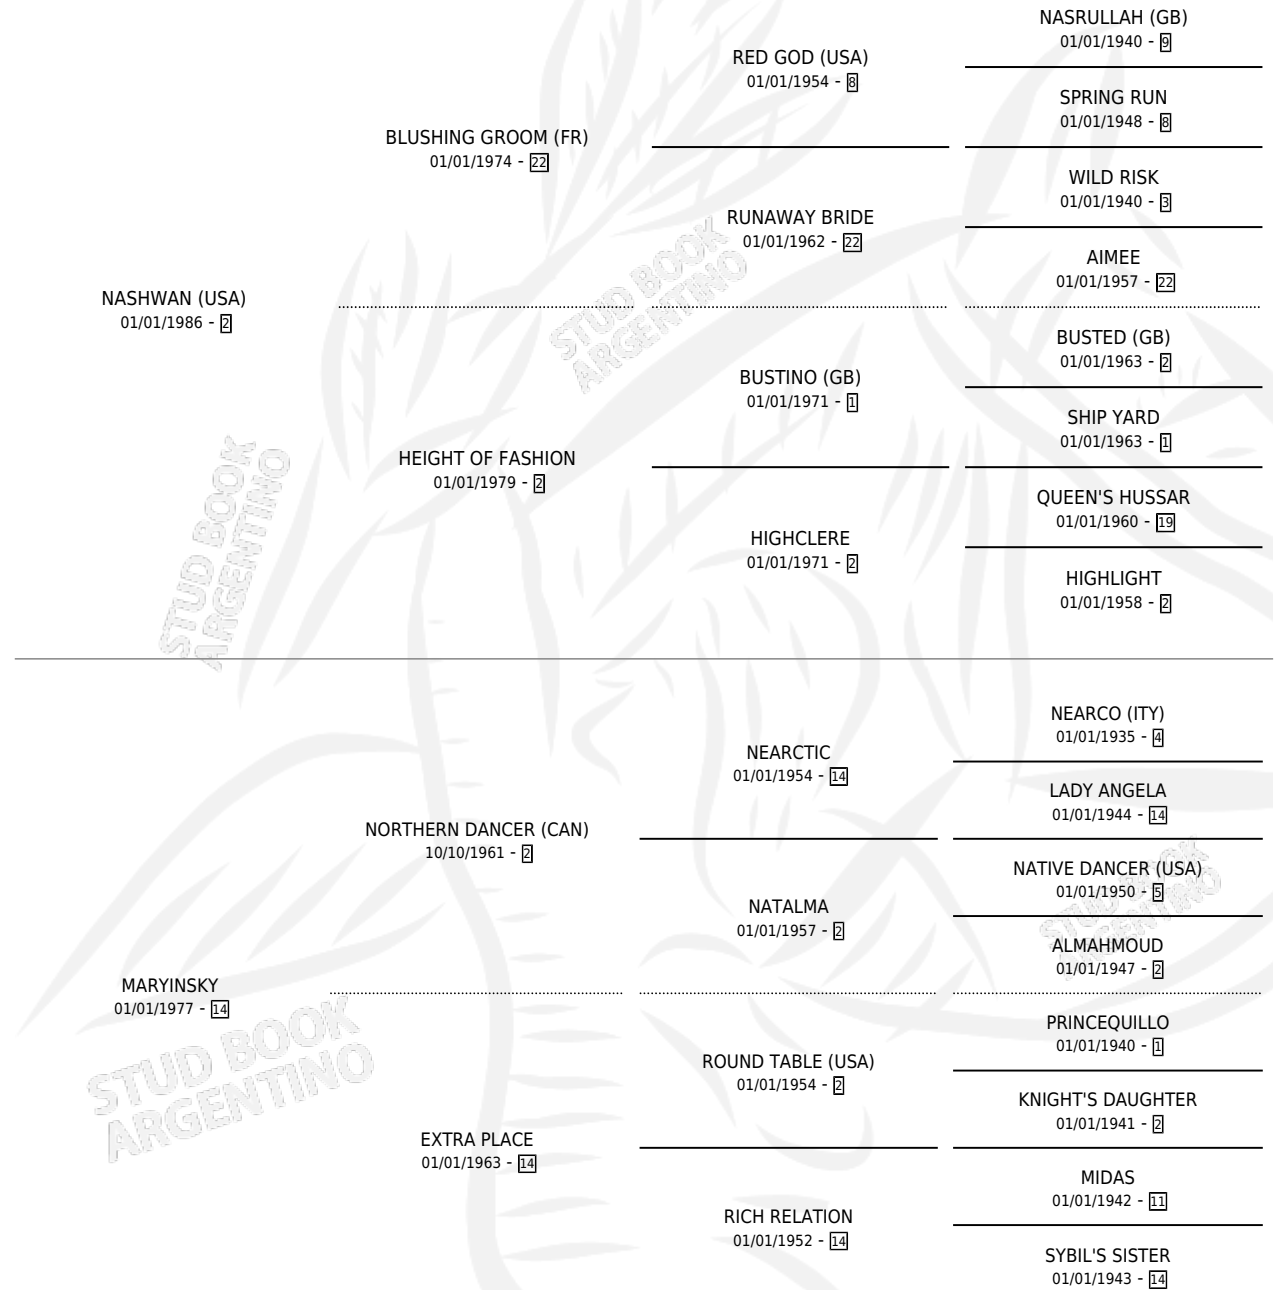 NASRULLAH (GB)
01/01/1940 - 9
RED GOD (USA)
01/01/1954 - 8
SPRING RUN
01/01/1948 - 8
BLUSHING GROOM (FR)
01/01/1974 - 22
WILD RISK
01/01/1940 - 3
RUNAWAY BRIDE
01/01/1962 - 22
AIMEE
01/01/1957 - 22
NASHWAN (USA)
01/01/1986 - 2
STUD BOOK
ARGENTINO
BUSTED (GB)
01/01/1963 - 2
BUSTINO (GB)
01/01/1971 - 1
SHIP YARD
01/01/1963 - 1
HEIGHT OF FASHION
01/01/1979 - 2
QUEEN'S HUSSAR
01/01/1960 - 19
HIGHCLERE
01/01/1971 - 2
HIGHLIGHT
01/01/1958 - 2
STUD BOOK
ARGENTINO
NEARCO (ITY)
01/01/1935 - 4
NEARCTIC
01/01/1954 - 14
LADY ANGELA
01/01/1944 - 14
NORTHERN DANCER (CAN)
10/10/1961 - 2
NATIVE DANCER (USA)
01/01/1950 - 5
STUD BOOK
ARGENTINO
NATALMA
01/01/1957 - 2
ALMAHMOUD
01/01/1947 - 2
MARYINSKY
01/01/1977 - 14
STUD BOOK
ARGENTINO
PRINCEQUILLO
01/01/1940 - 1
ROUND TABLE (USA)
01/01/1954 - 2
KNIGHT'S DAUGHTER
01/01/1941 - 2
EXTRA PLACE
01/01/1963 - 14
MIDAS
01/01/1942 - 11
RICH RELATION
01/01/1952 - 14
SYBIL'S SISTER
01/01/1943 - 14